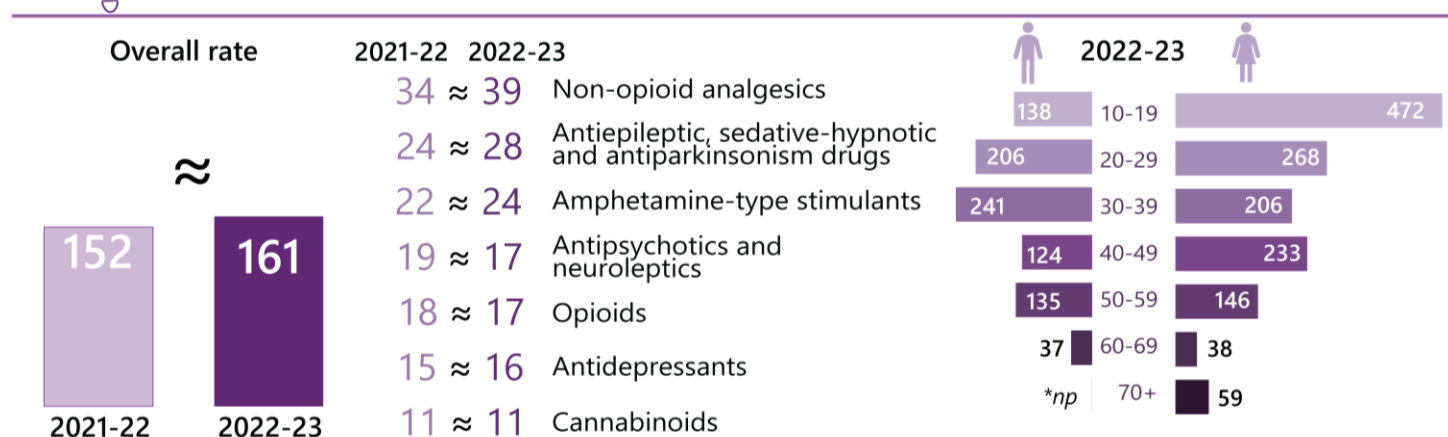 Overall rate
≈
152
161
2021-22
2022-23
2021-22 2022-23
34 ≈ 39 Non-opioid analgesics
24 ≈ 28 Antiepileptic, sedative-hypnotic
and antiparkinsonism drugs
22 ≈ 24 Amphetamine-type stimulants
19 ≈ 17 Antipsychotics and
neuroleptics
18 ≈ 17 Opioids
15 ≈ 16 Antidepressants
11 ≈ 11 Cannabinoids
2022-23
138 10-19 472
206 20-29 268
241 30-39 206
124 40-49 233
135 50-59 146
37 60-69 38
*np 70+ 59